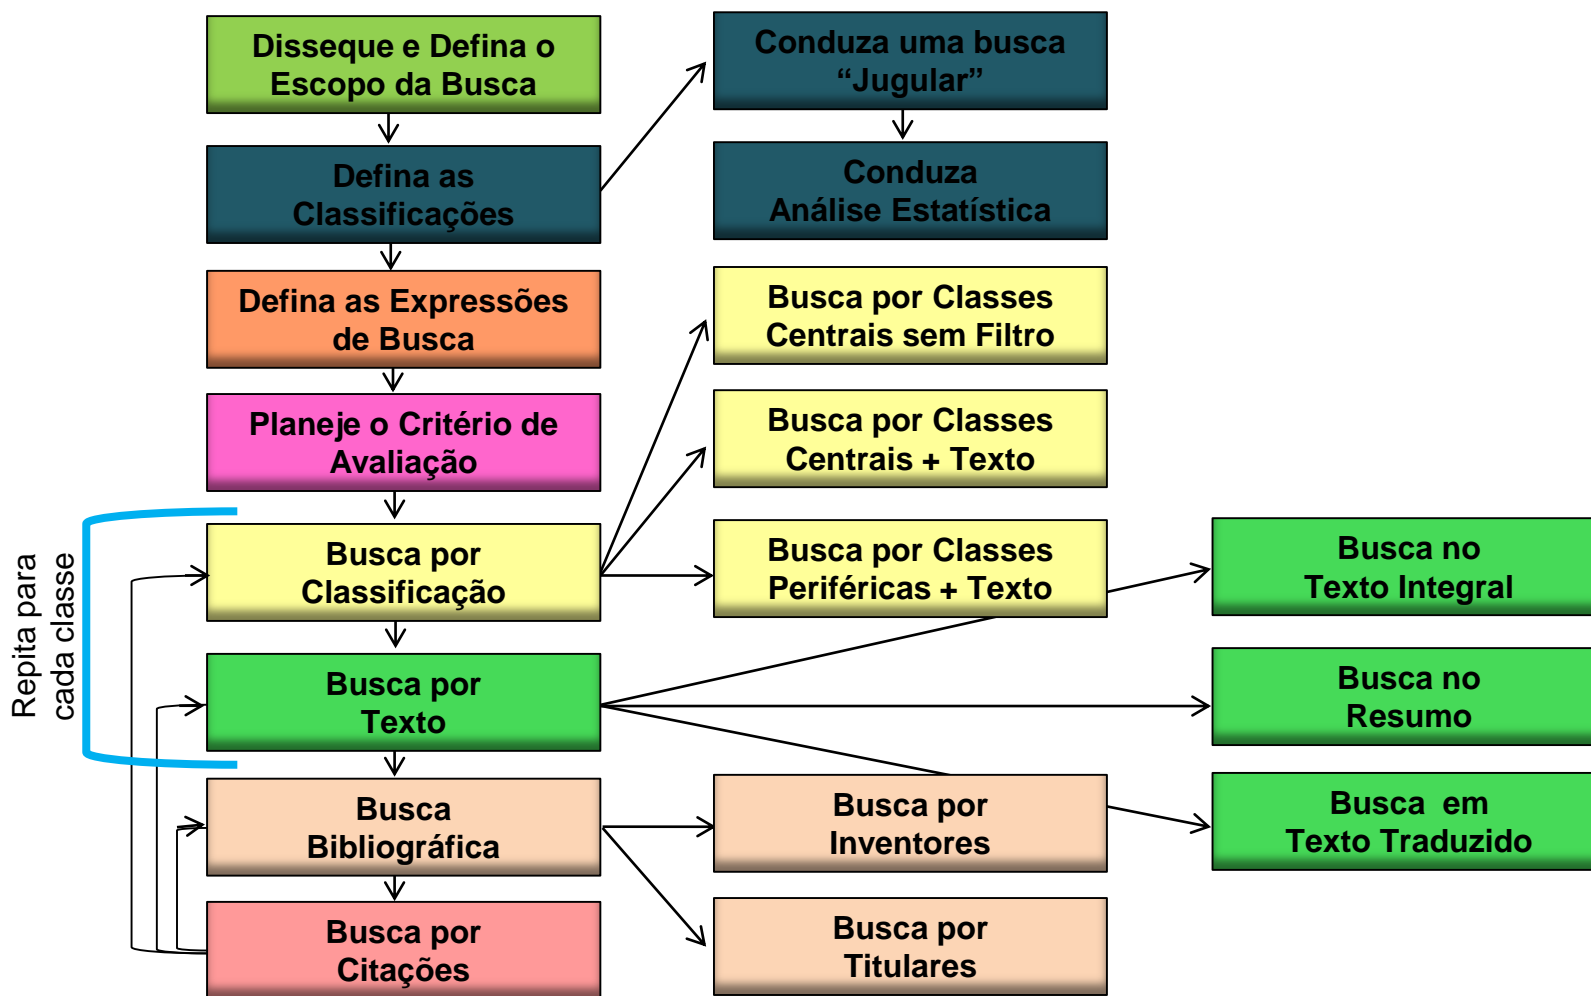 Disseque e Defina o
Escopo da Busca
Conduza uma busca
“Jugular”
Defina as
Classificações
Conduza
Análise Estatística
Defina as Expressões
de Busca
Busca por Classes
Centrais sem Filtro
Planeje o Critério de
Avaliação
Busca por Classes
Centrais + Texto
Repita para
cada classe
Busca por
Classificação
Busca por Classes
Periféricas + Texto
Busca no
Texto Integral
Busca por
Texto
Busca no
Resumo
Busca
Bibliográfica
Busca por
Inventores
Busca  em
Texto Traduzido
Busca por
Citações
Busca por
Titulares